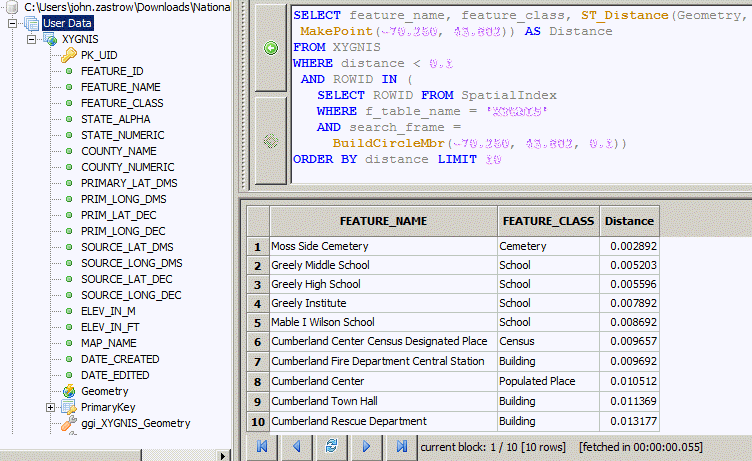 C:\Users\john.zastrow\Downloads\National
User Data
XYGNIS
PK_UID
FEATURE_ID
FEATURE_NAME
FEATURE_CLASS
STATE_ALPHA
STATE_NUMERIC
COUNTY_NAME
COUNTY_NUMERIC
PRIMARY_LAT_DMS
PRIM_LONG_DMS
PRIM_LAT_DEC
PRIM_LONG_DEC
SOURCE_LAT_DMS
SOURCE_LONG_DMS
SOURCE_LAT_DEC
SOURCE_LONG_DEC
ELEV_IN_M
ELEV_IN_FT
MAP_NAME
DATE_CREATED
DATE_EDITED
Geometry
PrimaryKey
ggi_XYGNIS_Geometry
SELECT feature_name, feature_class, ST_Distance(Geometry,
MakePoint(-70.250, 43.802)) AS Distance
FROM XYGNIS
WHERE distance < 0.1
AND ROWID IN (
SELECT ROWID FROM SpatialIndex
WHERE f_table_name = 'XYGNIS'
AND search_frame =
BuildCircleMbr(-70.250, 43.802, 0.1))
ORDER BY distance LIMIT 10
FEATURE_NAME FEATURE_CLASS Distance
1 Moss Side Cemetery Cemetery 0.002892
2 Greely Middle School School 0.005203
3 Greely High School School 0.005596
4 Greely Institute School 0.007892
5 Mable I Wilson School School 0.008692
6 Cumberland Center Census Designated Place Census 0.009657
7 Cumberland Fire Department Central Station Building 0.009692
8 Cumberland Center Populated Place 0.010512
9 Cumberland Town Hall Building 0.011369
10 Cumberland Rescue Department Building 0.013177
current block: 1 / 10 [10 rows] [fetched in 00:00:00.055]